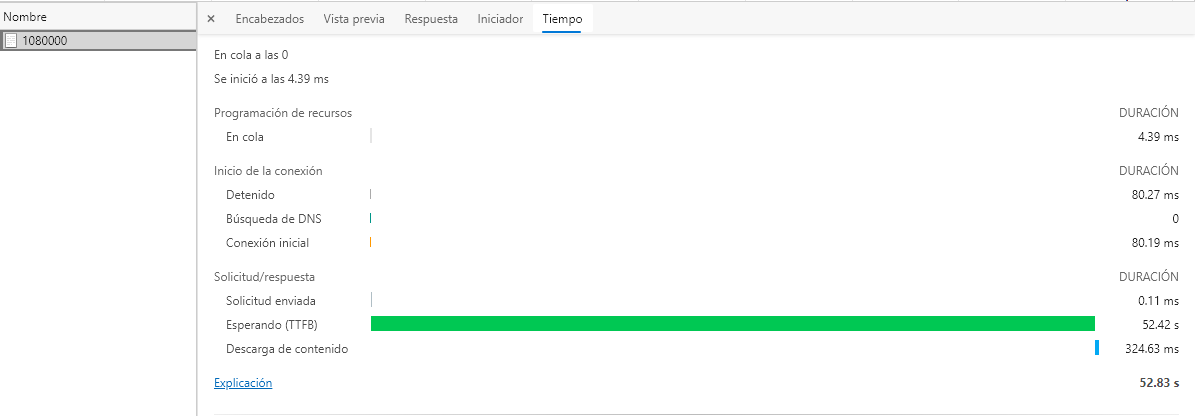 Nombre
1080000
× Encabezados Vista previa Respuesta Iniciador Tiempo
En cola a las 0
Se inició a las 4.39 ms
Programación de recursos DURACIÓN
En cola 4.39 ms
Inicio de la conexión DURACIÓN
Detenido 80.27 ms
Búsqueda de DNS 0
Conexión inicial 80.19 ms
Solicitud/respuesta DURACIÓN
Solicitud enviada 0.11 ms
Esperando (TTFB) 52.42 s
Descarga de contenido 324.63 ms
Explicación 52.83 s